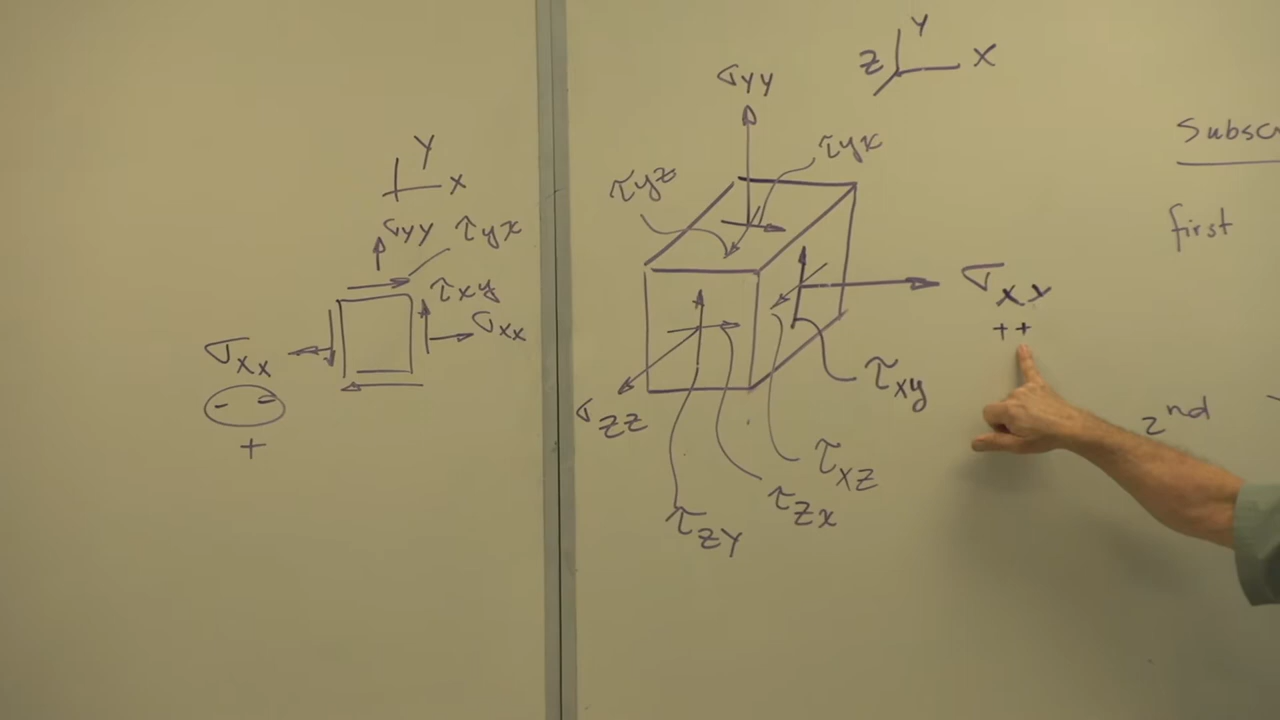 Y
X
σyy
τyx
τxy
σxx
σxx
- -
+
Y
Z
X
σyy
τyx
τyz
σxx
+ +
τxy
σzz
τxz
τzx
τzy
Subsc
first
2nd